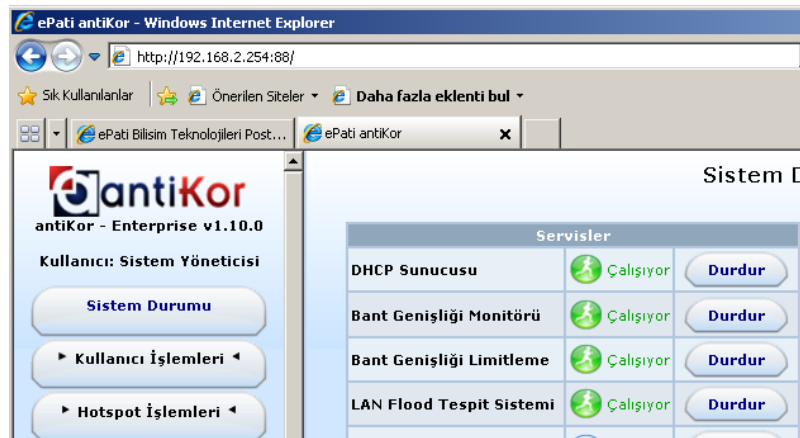 ePati antiKor - Windows Internet Explorer
http://192.168.2.254:88/
Sık Kullanılanlar Önerilen Siteler Daha fazla eklenti bul
ePati Bilisim Teknolojileri Post... ePati antiKor
antiKor
antiKor - Enterprise v1.10.0
Kullanıcı: Sistem Yöneticisi
Sistem Durumu
Kullanıcı İşlemleri
Hotspot İşlemleri
Sistem
Servisler
DHCP Sunucusu Çalışıyor Durdur
Bant Genişliği Monitörü Çalışıyor Durdur
Bant Genişliği Limitleme Çalışıyor Durdur
LAN Flood Tespit Sistemi Çalışıyor Durdur